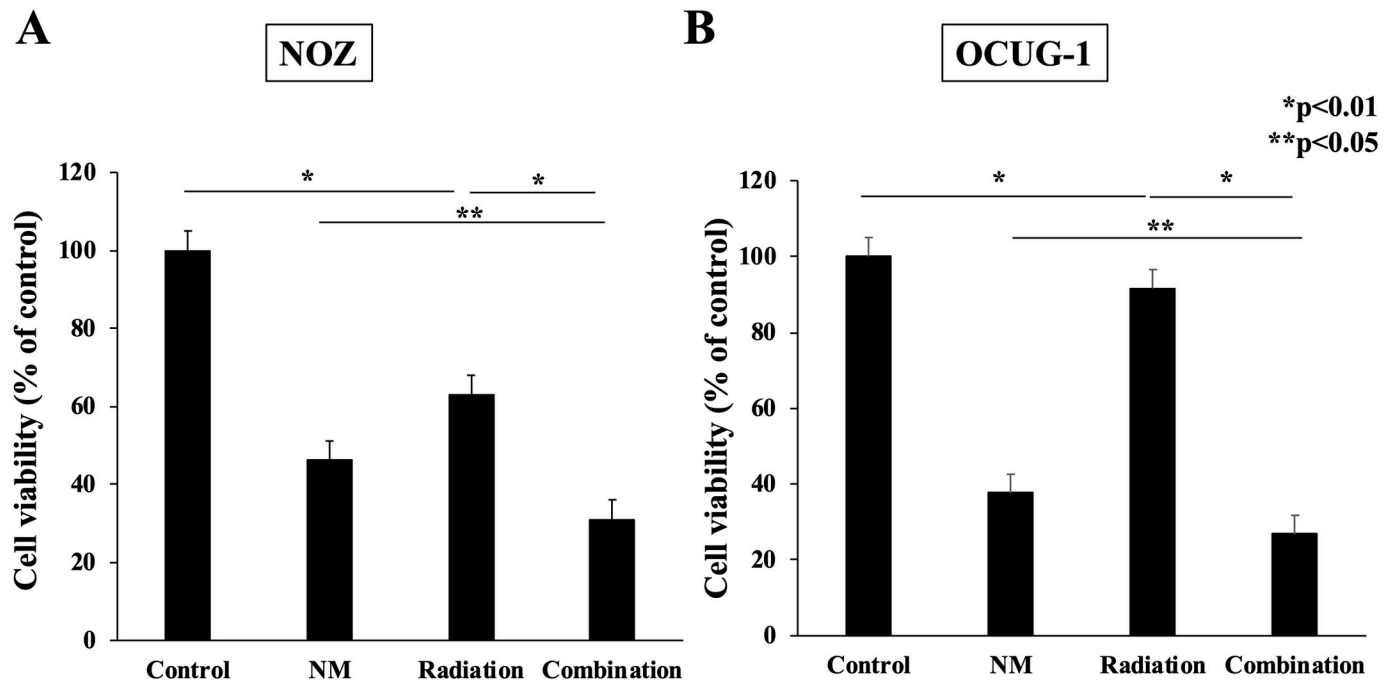 A
NOZ
Cell viability (% of control)
120
100
80
60
40
20
0
*
*
**
Control NM Radiation Combination
B
OCUG-1
*p<0.01
**p<0.05
Cell viability (% of control)
120
100
80
60
40
20
0
*
*
**
Control NM Radiation Combination